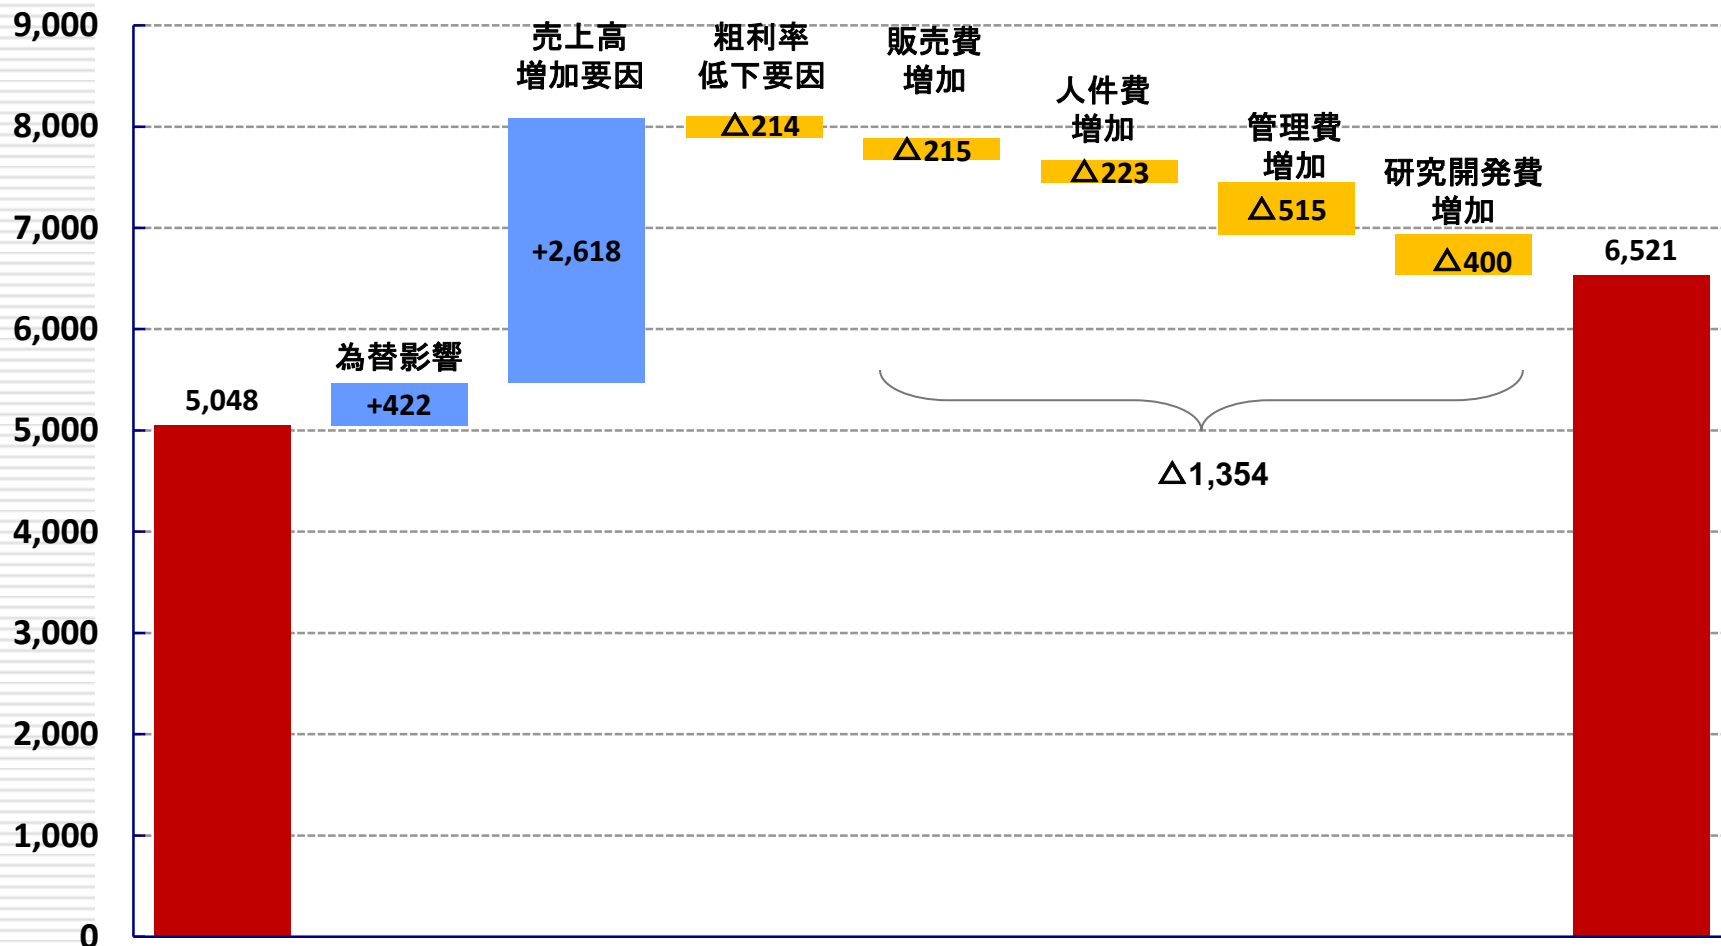 9,000
8,000
7,000
6,000
5,000
4,000
3,000
2,000
1,000
0
5,048
為替影響
+422
売上高
増加要因
+2,618
粗利率
低下要因
△214
販売費
増加
△215
人件費
増加
△223
管理費
増加
△515
研究開発費
増加
△400
△1,354
6,521